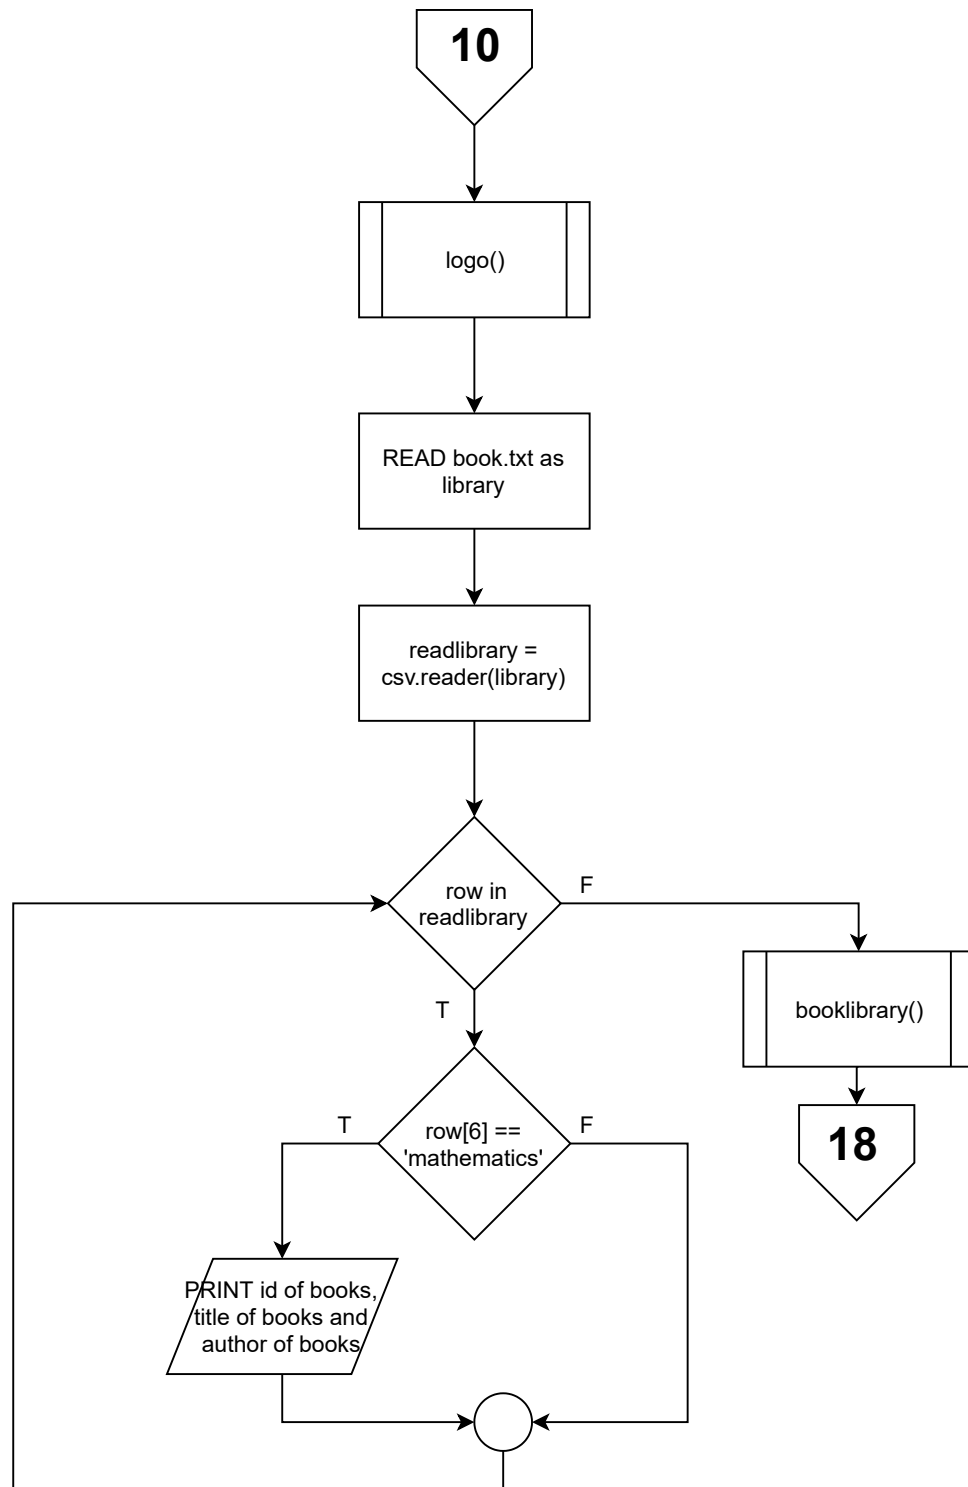 10
logo()
READ book.txt as
library
readlibrary =
csv.reader(library)
row in
readlibrary
F
T
booklibrary()
row[6] ==
'mathematics'
T
F
18
PRINT id of books,
title of books and
author of books